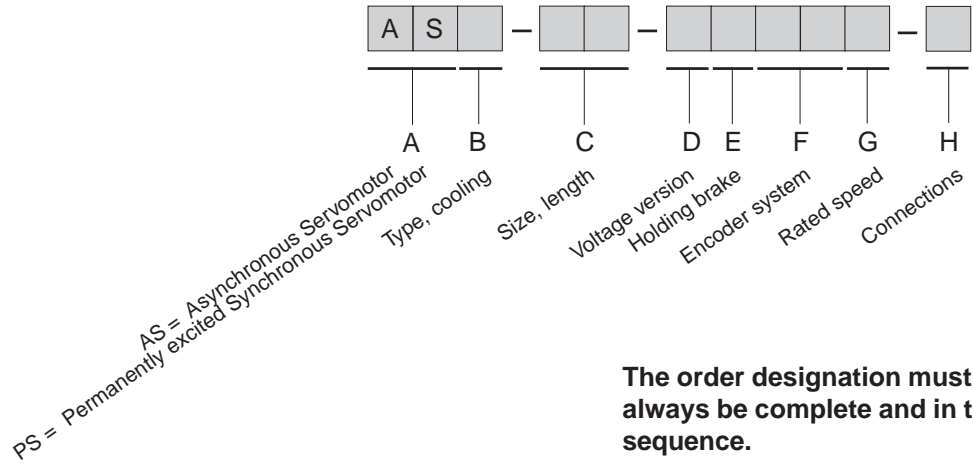 A S – – –
A B C D E F G H
AS = Asynchronous Servomotor
PS = Permanently excited Synchronous Servomotor
Type, cooling
Size, length
Voltage version
Holding brake
Encoder system
Rated speed
Connections
The order designation must
always be complete and in t
sequence.